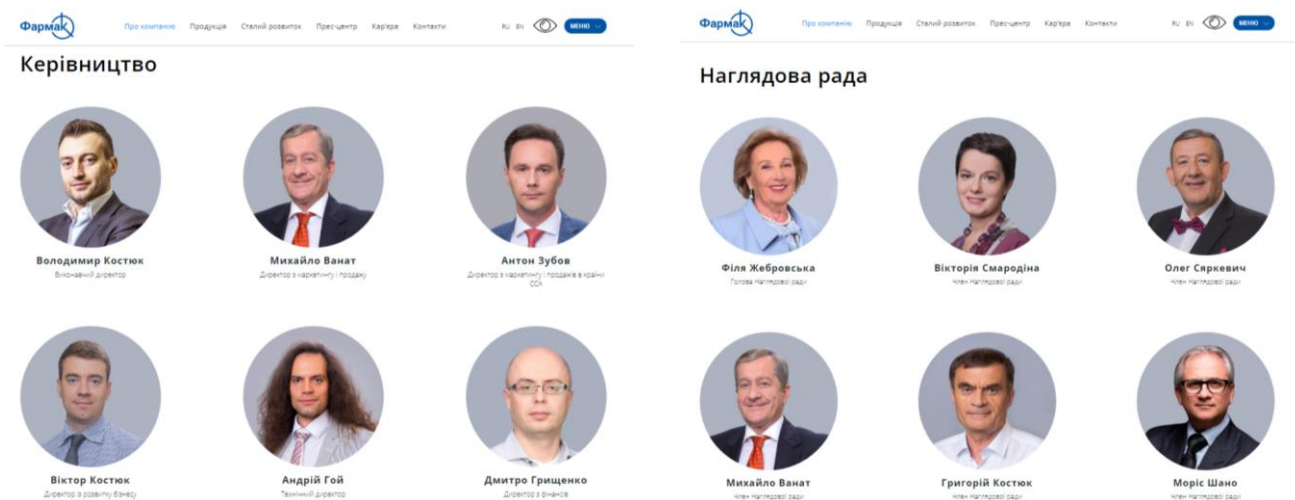 Фармак
Про компанію Продукція Сталий розвиток Прес-центр Кар'єра Контакти
RU EN МЕНЮ
Керівництво
Володимир Костюк
Виконавчий директор
Михайло Ванат
Директор з маркетингу і продажу
Антон Зубов
Директор з маркетингу і продажів в країни
ССА
Віктор Костюк
Директор із розвитку бізнесу
Андрій Гой
Технічний директор
Дмитро Грищенко
Директор з фінансів
Фармак
Про компанію Продукція Сталий розвиток Прес-центр Кар'єра Контакти
RU EN МЕНЮ
Наглядова рада
Філя Жебровська
Голова Наглядової ради
Вікторія Смародіна
Член Наглядової ради
Олег Сяркевич
Член Наглядової ради
Михайло Ванат
Член Наглядової ради
Григорій Костюк
Член Наглядової ради
Моріс Шано
Член Наглядової ради